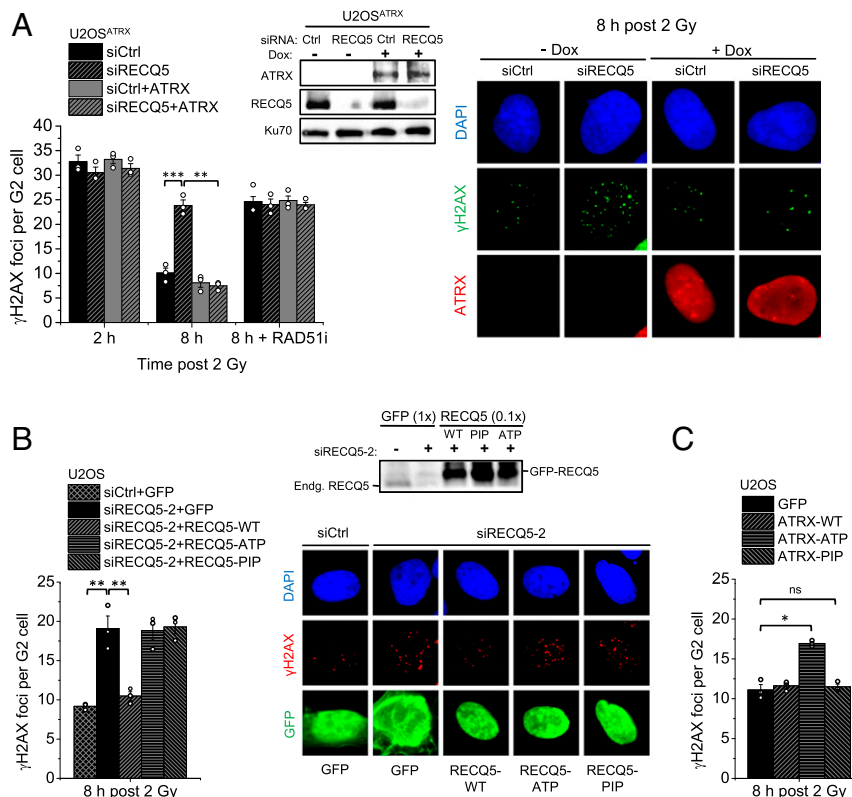 A
U2OSATRX
siCtrl
siRECQ5
siCtrl+ATRX
siRECQ5+ATRX
γH2AX foci per G2 cell
40
35
30
25
20
15
10
5
0
*** **
2 h 8 h 8 h + RAD51i
Time post 2 Gy
U2OSATRX
siRNA: Ctrl RECQ5 Ctrl RECQ5
Dox: - - + +
ATRX
RECQ5
Ku70
8 h post 2 Gy
- Dox + Dox
siCtrl siRECQ5 siCtrl siRECQ5
DAPI
γH2AX
ATRX
B
U2OS
siCtrl+GFP
siRECQ5-2+GFP
siRECQ5-2+RECQ5-WT
siRECQ5-2+RECQ5-ATP
siRECQ5-2+RECQ5-PIP
γH2AX foci per G2 cell
25
20
15
10
5
0
** **
8 h post 2 Gy
GFP (1x) RECQ5 (0.1x)
WT PIP ATP
siRECQ5-2: - + + + +
GFP-RECQ5
Endg. RECQ5
siCtrl siRECQ5-2
DAPI
γH2AX
GFP
GFP GFP RECQ5-WT RECQ5-ATP RECQ5-PIP
C
U2OS
GFP
ATRX-WT
ATRX-ATP
ATRX-PIP
γH2AX foci per G2 cell
25
20
15
10
5
0
ns
*
8 h post 2 Gy